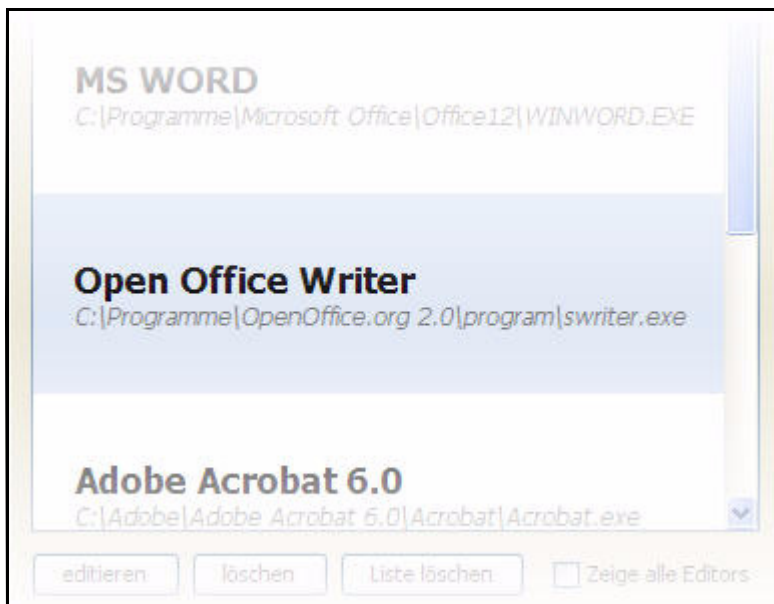 MS WORD
C:\Programme\Microsoft Office\Office12\WINWORD.EXE
Open Office Writer
C:\Programme\OpenOffice.org 2.0\program\swriter.exe
Adobe Acrobat 6.0
C:\Adobe\Adobe Acrobat 6.0\Acrobat\Acrobat.exe
editieren löschen Liste löschen Zeige alle Editors